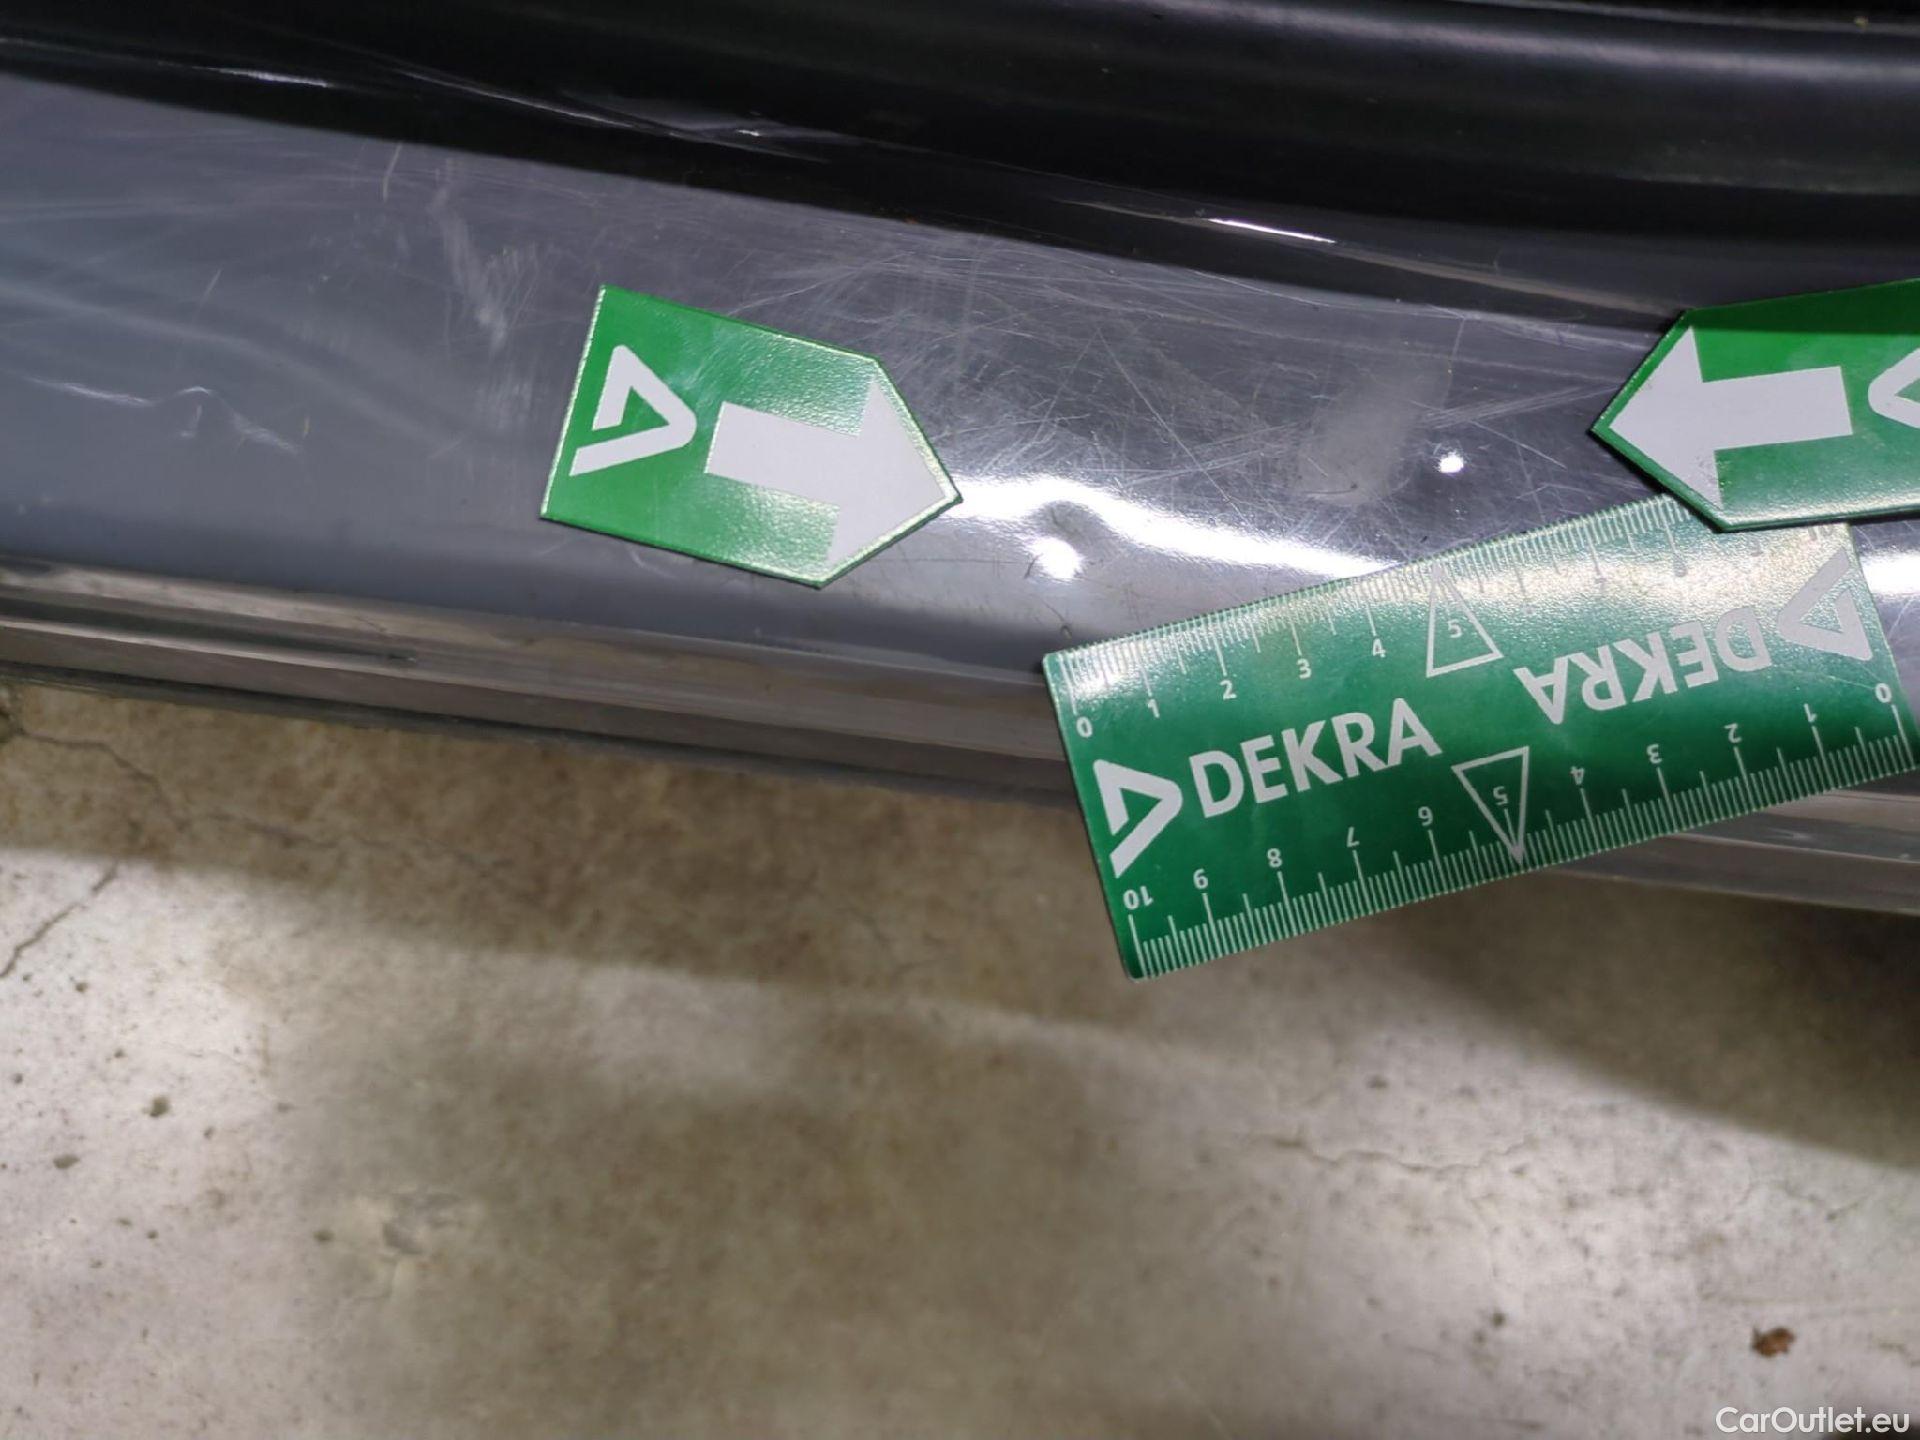 0 1 2 3 4 5
DEKRA
DEKRA
10 9 8 7 6 5 4 3 2 1 0
CarOutlet.eu